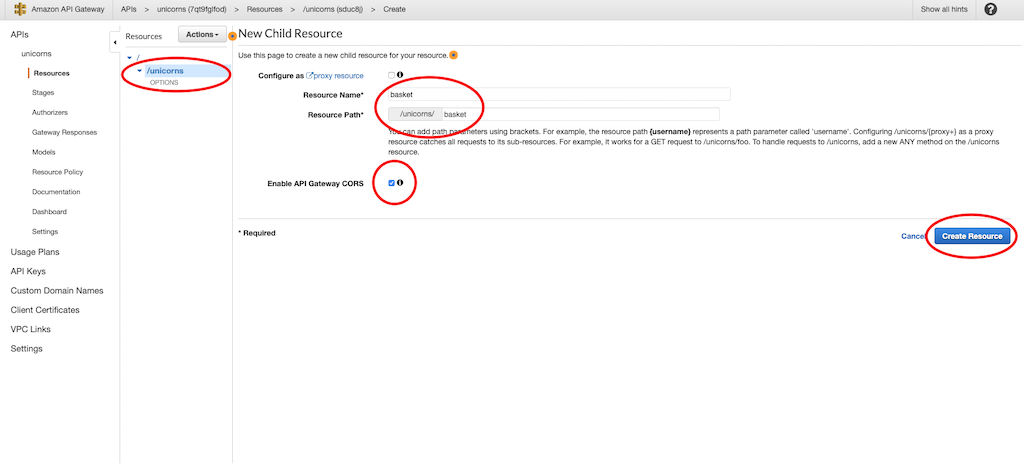 Amazon API Gateway APIs > unicorns (7qt9fglfod) > Resources > /unicorns (sduc8j) > Create Show all hints ?
APIs
unicorns
Resources
Stages
Authorizers
Gateway Responses
Models
Resource Policy
Documentation
Dashboard
Settings
Usage Plans
API Keys
Custom Domain Names
Client Certificates
VPC Links
Settings
Resources Actions
/
/unicorns
OPTIONS
New Child Resource
Use this page to create a new child resource for your resource.
Configure as proxy resource
Resource Name* basket
Resource Path* /unicorns/ basket
You can add path parameters using brackets. For example, the resource path {username} represents a path parameter called 'username'. Configuring /unicorns/{proxy+} as a proxy
resource catches all requests to its sub-resources. For example, it works for a GET request to /unicorns/foo. To handle requests to /unicorns, add a new ANY method on the /unicorns
resource.
Enable API Gateway CORS
* Required
Cancel Create Resource